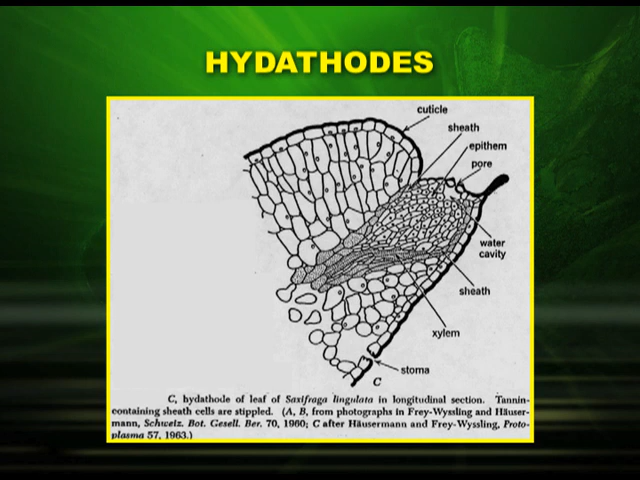 HYDATHODES
cuticle
sheath
epithem
pore
water
cavity
sheath
xylem
stoma
C
C, hydathode of leaf of Saxifraga lingulata in longitudinal section. Tannin-
containing sheath cells are stippled. (A, B, from photographs in Frey-Wyssling and Häuser-
mann, Schweiz. Bot. Gesell. Ber. 70, 1960; C after Häusermann and Frey-Wyssling, Proto-
plasma 57, 1963.)